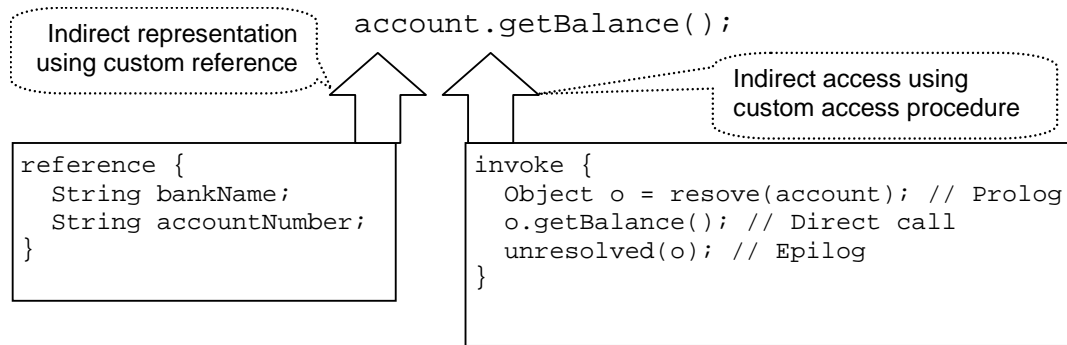 account.getBalance();
Indirect representation
using custom reference
Indirect access using
custom access procedure
reference {
String bankName;
String accountNumber;
}
invoke {
Object o = resove(account); // Prolog
o.getBalance(); // Direct call
unresolved(o); // Epilog
}